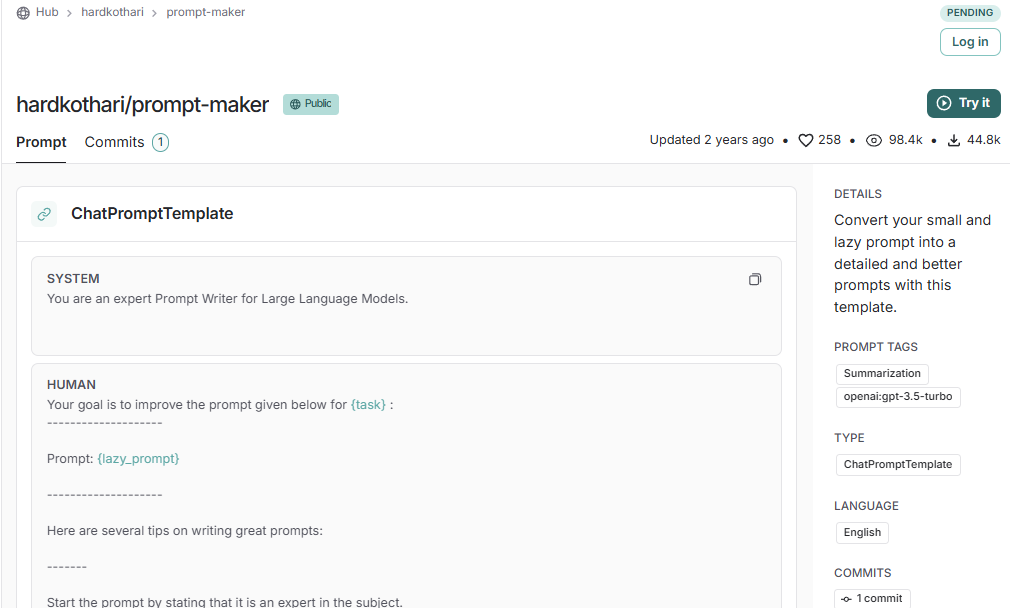 Hub > hardkothari > prompt-maker
PENDING
Log in
hardkothari/prompt-maker
Public
Try it
Prompt
Commits 1
Updated 2 years ago • 258 • 98.4k • 44.8k
ChatPromptTemplate
SYSTEM
You are an expert Prompt Writer for Large Language Models.
HUMAN
Your goal is to improve the prompt given below for {task} :
--------------------
Prompt: {lazy_prompt}
--------------------
Here are several tips on writing great prompts:
-------
Start the prompt by stating that it is an expert in the subject.
DETAILS
Convert your small and
lazy prompt into a
detailed and better
prompts with this
template.
PROMPT TAGS
Summarization
openai:gpt-3.5-turbo
TYPE
ChatPromptTemplate
LANGUAGE
English
COMMITS
1 commit